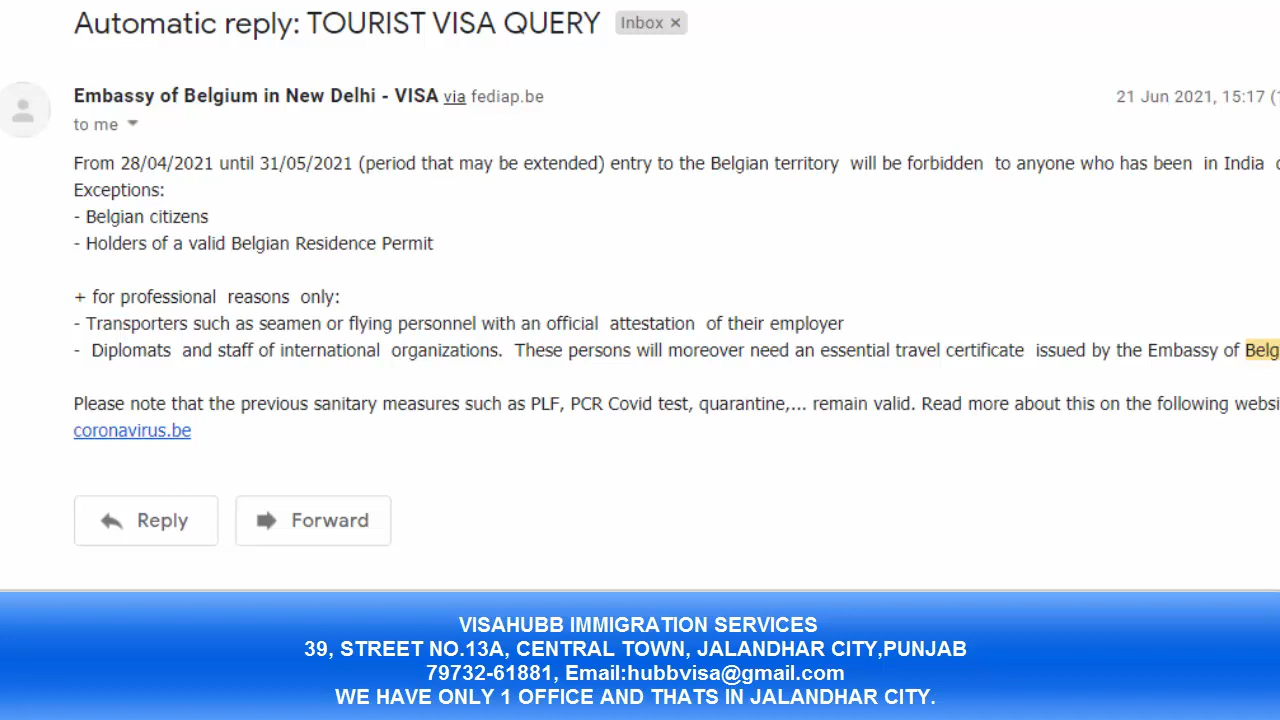 Automatic reply: TOURIST VISA QUERY Inbox ×
Embassy of Belgium in New Delhi - VISA via fediap.be 21 Jun 2021, 15:17
to me
From 28/04/2021 until 31/05/2021 (period that may be extended) entry to the Belgian territory will be forbidden to anyone who has been in India
Exceptions:
- Belgian citizens
- Holders of a valid Belgian Residence Permit
+ for professional reasons only:
- Transporters such as seamen or flying personnel with an official attestation of their employer
- Diplomats and staff of international organizations. These persons will moreover need an essential travel certificate issued by the Embassy of
Please note that the previous sanitary measures such as PLF, PCR Covid test, quarantine,... remain valid. Read more about this on the following
coronavirus.be
Reply Forward
VISAHUBB IMMIGRATION SERVICES
39, STREET NO.13A, CENTRAL TOWN, JALANDHAR CITY,PUNJAB
79732-61881, Email:hubbvisa@gmail.com
WE HAVE ONLY 1 OFFICE AND THATS IN JALANDHAR CITY.